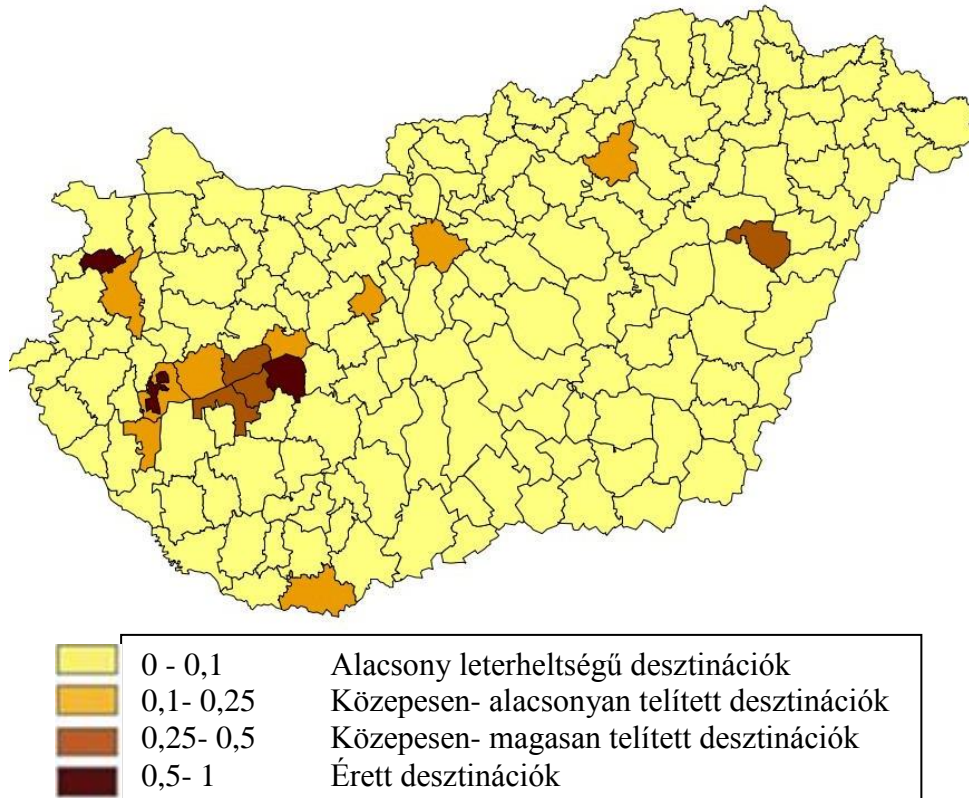 0 - 0,1 Alacsony leterheltségű desztinációk
0,1- 0,25 Közepesen- alacsonyan telített desztinációk
0,25- 0,5 Közepesen- magasan telített desztinációk
0,5- 1 Érett desztinációk